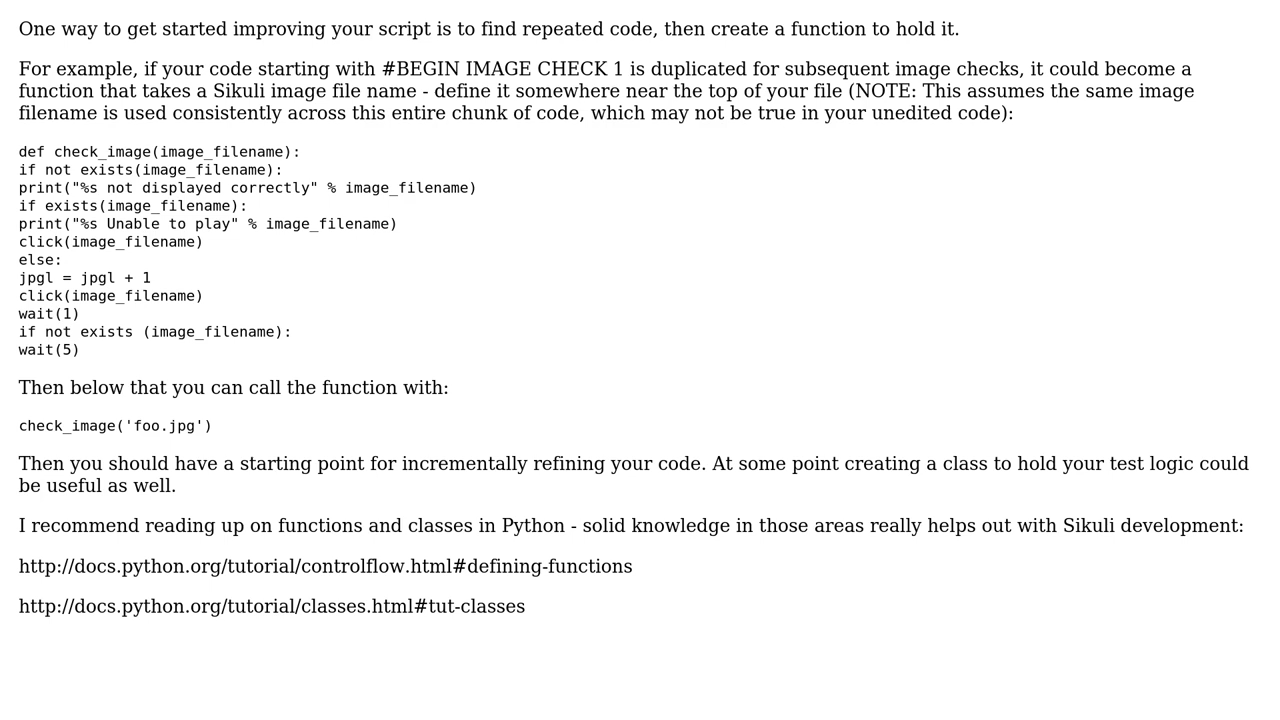 One way to get started improving your script is to find repeated code, then create a function to hold it.
For example, if your code starting with #BEGIN IMAGE CHECK 1 is duplicated for subsequent image checks, it could become a
function that takes a Sikuli image file name - define it somewhere near the top of your file (NOTE: This assumes the same image
filename is used consistently across this entire chunk of code, which may not be true in your unedited code):
def check_image(image_filename):
if not exists(image_filename):
print("%s not displayed correctly" % image_filename)
if exists(image_filename):
print("%s Unable to play" % image_filename)
click(image_filename)
else:
jpgl = jpgl + 1
click(image_filename)
wait(1)
if not exists (image_filename):
wait(5)
Then below that you can call the function with:
check_image('foo.jpg')
Then you should have a starting point for incrementally refining your code. At some point creating a class to hold your test logic could
be useful as well.
I recommend reading up on functions and classes in Python - solid knowledge in those areas really helps out with Sikuli development:
http://docs.python.org/tutorial/controlflow.html#defining-functions
http://docs.python.org/tutorial/classes.html#tut-classes